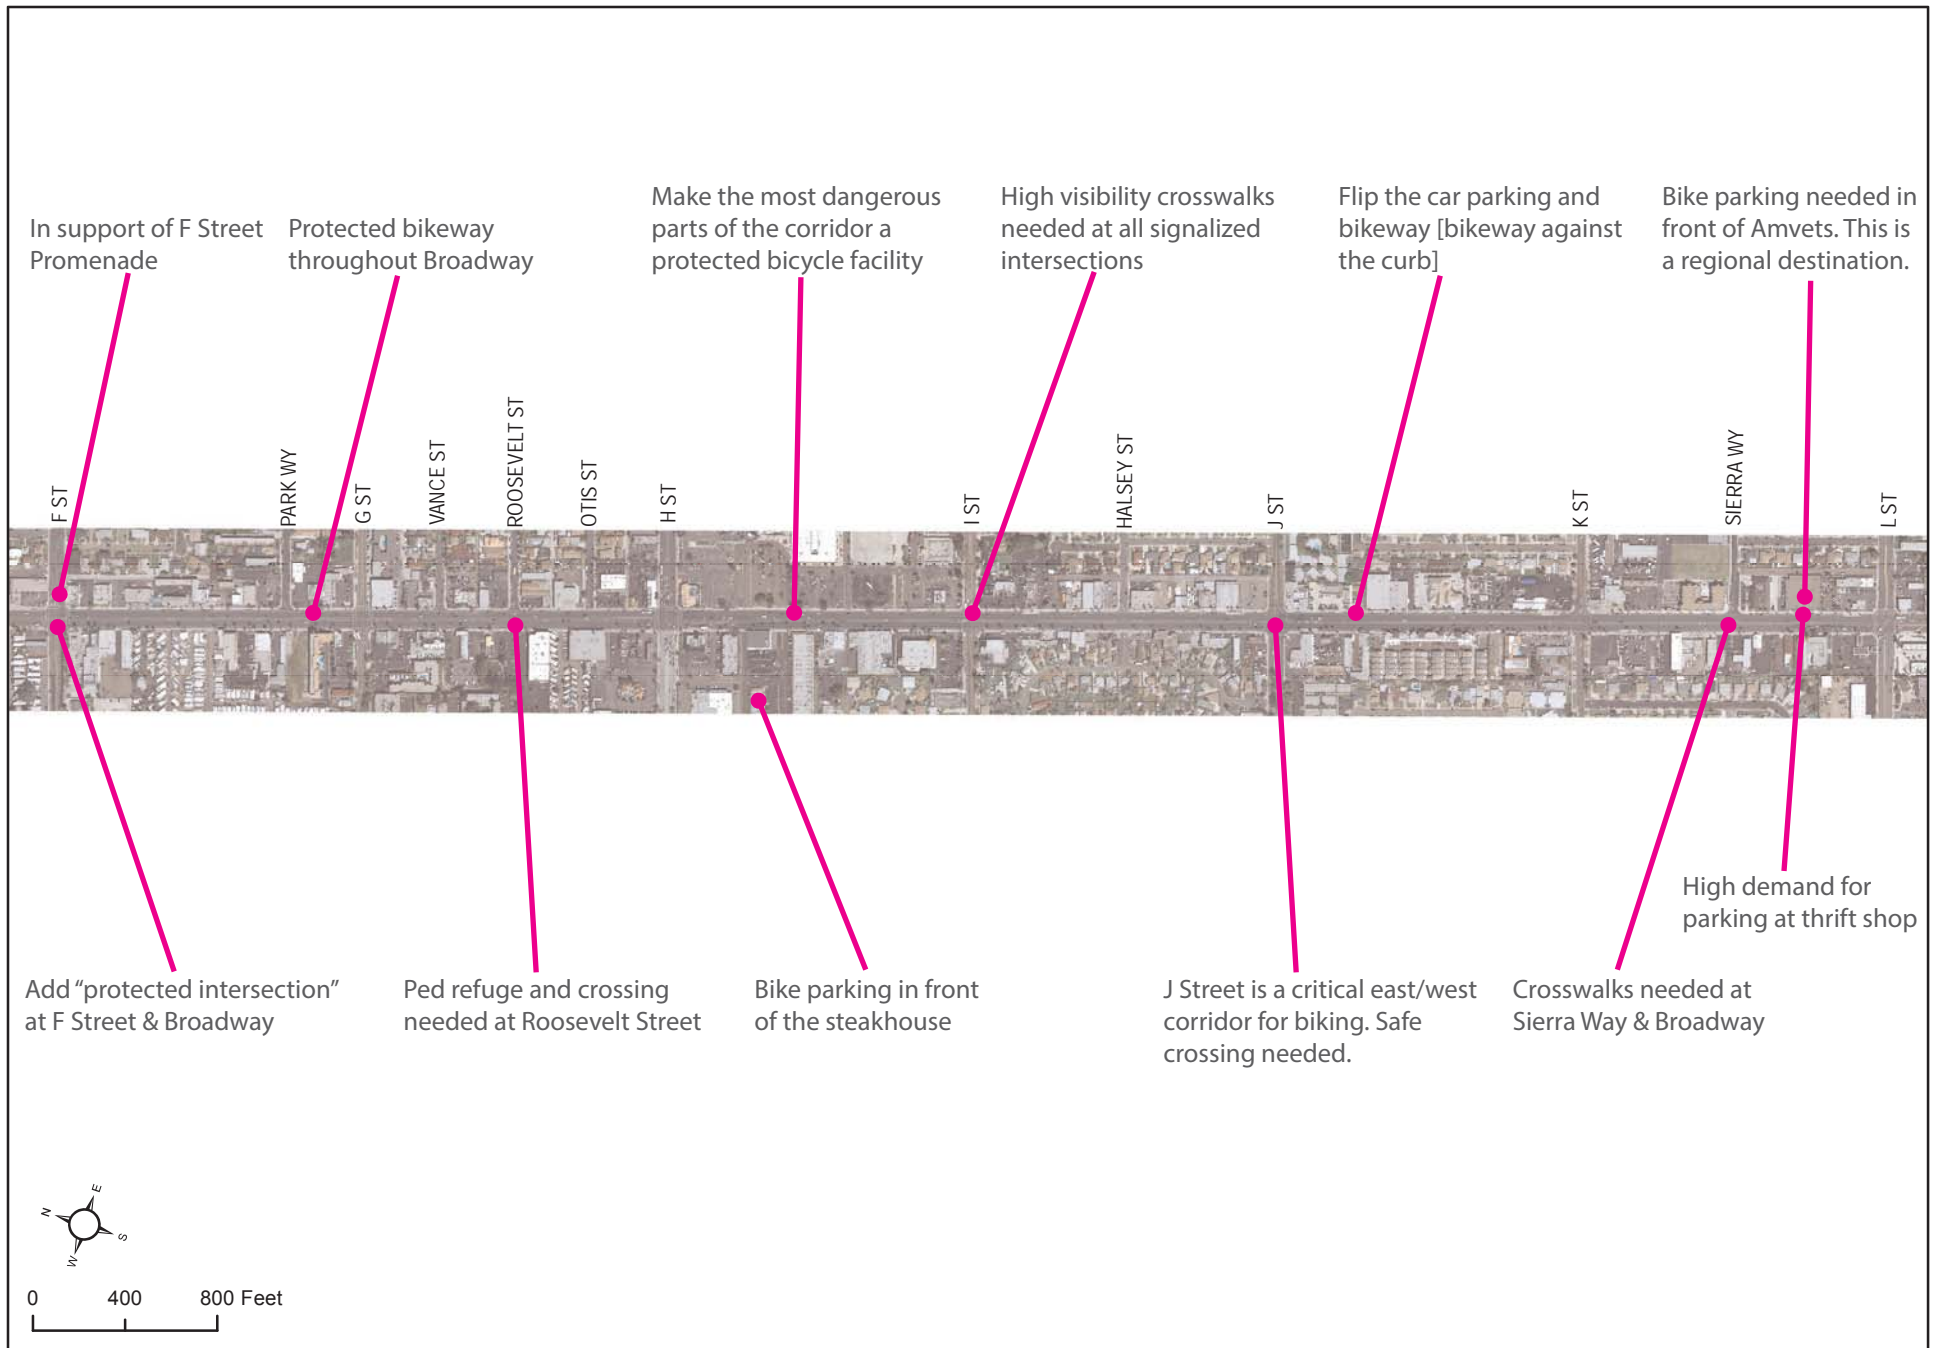 In support of F Street
Promenade
Protected bikeway
throughout Broadway
Make the most dangerous
parts of the corridor a
protected bicycle facility
High visibility crosswalks
needed at all signalized
intersections
Flip the car parking and
bikeway [bikeway against
the curb]
Bike parking needed in
front of Amvets. This is
a regional destination.
F ST
PARK WY
G ST
VANCE ST
ROOSEVELT ST
OTIS ST
H ST
I ST
HALSEY ST
J ST
K ST
SIERRA WY
L ST
High demand for
parking at thrift shop
Add “protected intersection”
at F Street & Broadway
Ped refuge and crossing
needed at Roosevelt Street
Bike parking in front
of the steakhouse
J Street is a critical east/west
corridor for biking. Safe
crossing needed.
Crosswalks needed at
Sierra Way & Broadway
N
E
S
W
0 400 800 Feet